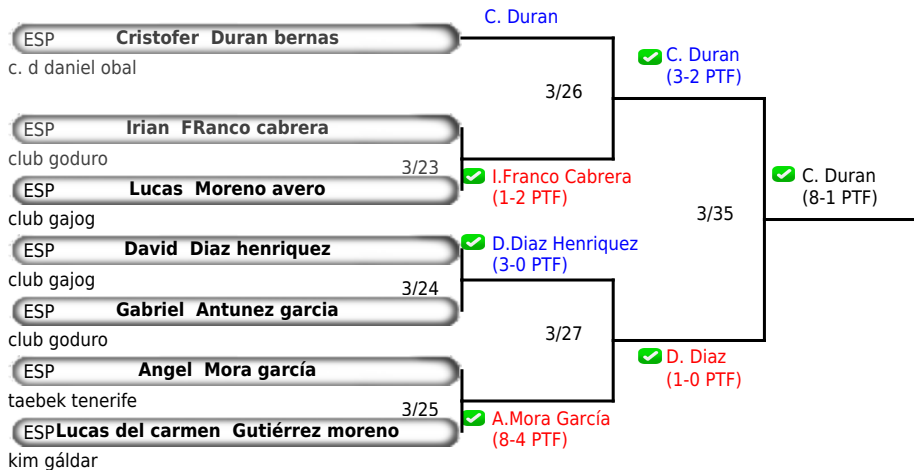 C. Duran
ESP Cristofer Duran bernas
c. d daniel obal
C. Duran
(3-2 PTF)
3/26
ESP Irian FRanco cabrera
club goduro
3/23
I.Franco Cabrera
(1-2 PTF)
ESP Lucas Moreno avero
club gajog
C. Duran
(8-1 PTF)
3/35
ESP David Diaz henriquez
club gajog
D.Diaz Henriquez
(3-0 PTF)
3/24
ESP Gabriel Antunez garcia
club goduro
3/27
D. Diaz
(1-0 PTF)
ESP Angel Mora garcía
taebek tenerife
3/25
A.Mora García
(8-4 PTF)
ESP Lucas del carmen Gutiérrez moreno
kim gáldar